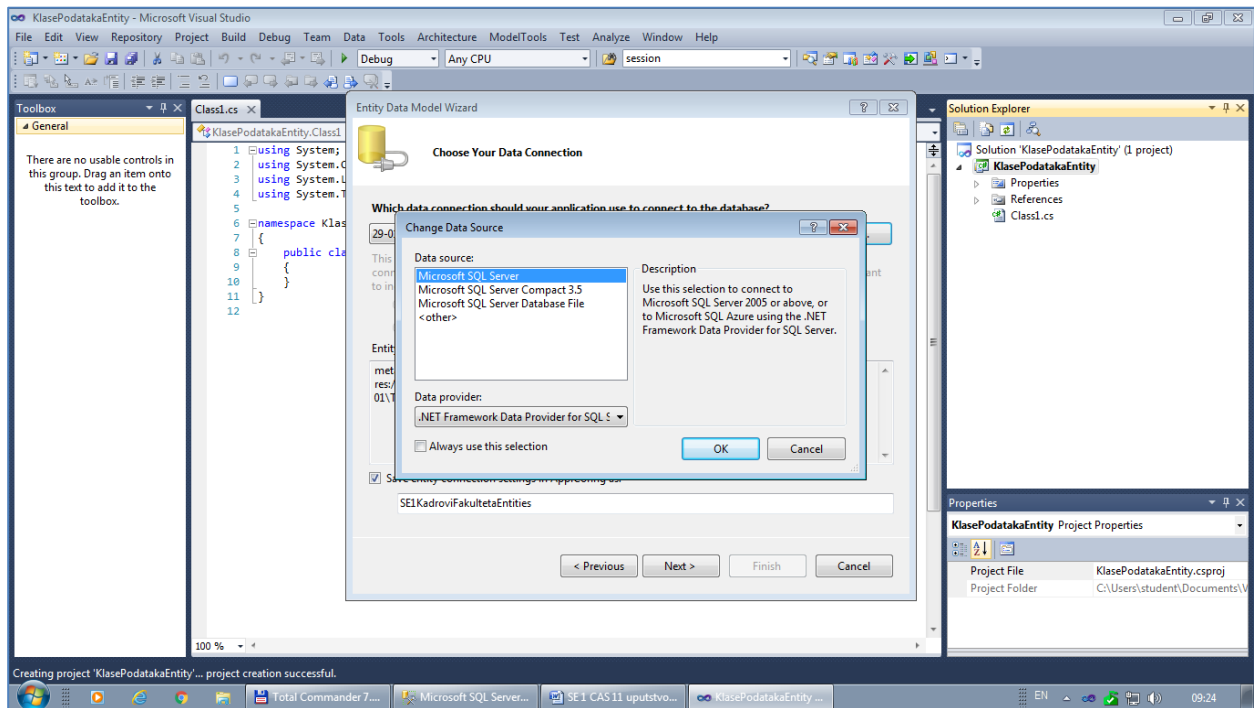 KlasePodatakaEntity - Microsoft Visual Studio
File Edit View Repository Project Build Debug Team Data Tools Architecture ModelTools Test Analyze Window Help
Debug Any CPU session
Toolbox
General
There are no usable controls in
this group. Drag an item onto
this text to add it to the
toolbox.
Class1.cs
KlasePodatakaEntity.Class1
1 using System;
2 using System.C
3 using System.L
4 using System.T
5
6 namespace Klas
7 {
8 public cla
9 {
10 }
11 }
12
100 %
Entity Data Model Wizard
Choose Your Data Connection
Which data connection should your application use to connect to the database?
29-0
This
conn ant
to in
Entit
met
res:/
01\T
Change Data Source
Data source:
Microsoft SQL Server
Microsoft SQL Server Compact 3.5
Microsoft SQL Server Database File
<other>
Description
Use this selection to connect to
Microsoft SQL Server 2005 or above, or
to Microsoft SQL Azure using the .NET
Framework Data Provider for SQL Server.
Data provider:
.NET Framework Data Provider for SQL S
Always use this selection
OK Cancel
Save entity connection settings in App.Config as:
SE1KadroviFakultetaEntities
< Previous Next > Finish Cancel
Solution Explorer
Solution 'KlasePodatakaEntity' (1 project)
KlasePodatakaEntity
Properties
References
Class1.cs
Properties
KlasePodatakaEntity Project Properties
Project File KlasePodatakaEntity.csproj
Project Folder C:\Users\student\Documents\V
Creating project 'KlasePodatakaEntity'... project creation successful.
Total Commander 7.... Microsoft SQL Server... SE 1 CAS 11 uputstvo... KlasePodatakaEntity ... EN 09:24